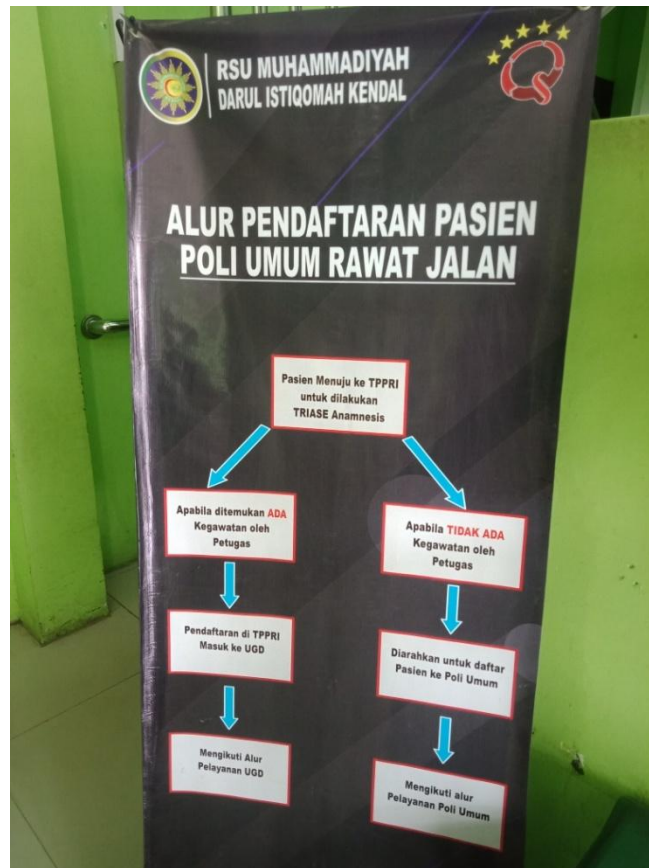 RSU MUHAMMADIYAH
DARUL ISTIQOMAH KENDAL
ALUR PENDAFTARAN PASIEN
POLI UMUM RAWAT JALAN
Pasien Menuju ke TPPRI
untuk dilakukan
TRIASE Anamnesis
Apabila ditemukan ADA
Kegawatan oleh
Petugas
Pendaftaran di TPPRI
Masuk ke UGD
Mengikuti Alur
Pelayanan UGD
Apabila TIDAK ADA
Kegawatan oleh
Petugas
Diarahkan untuk daftar
Pasien ke Poli Umum
Mengikuti alur
Pelayanan Poli Umum